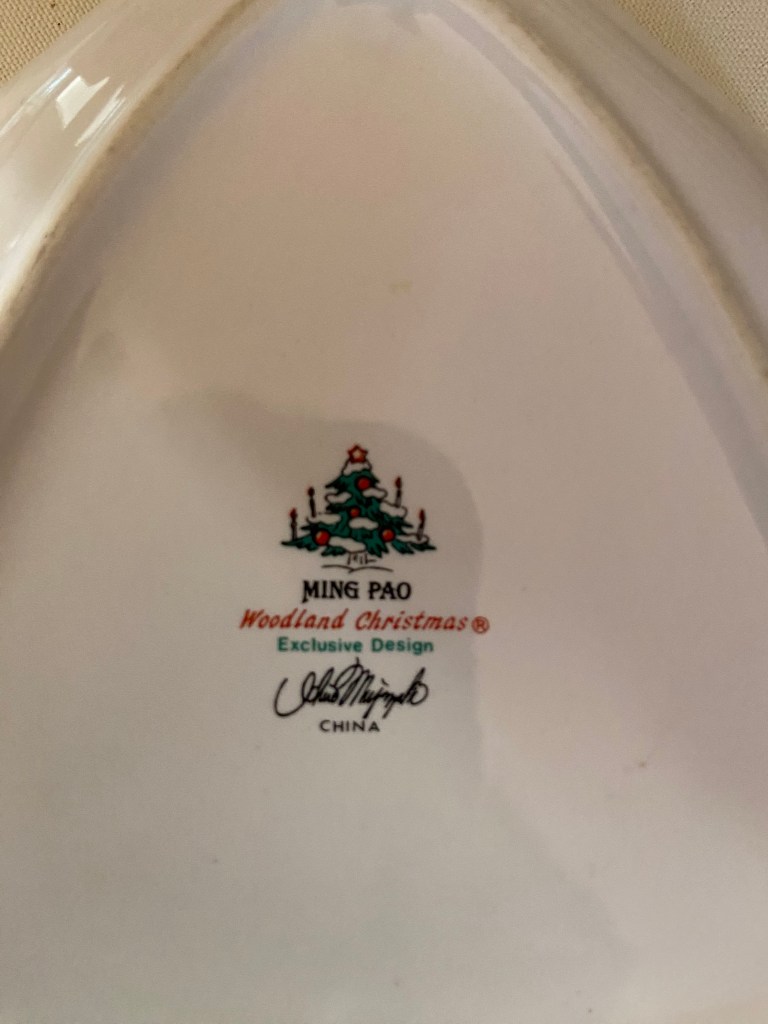 MING PAO
Woodland Christmas®
Exclusive Design
CHINA